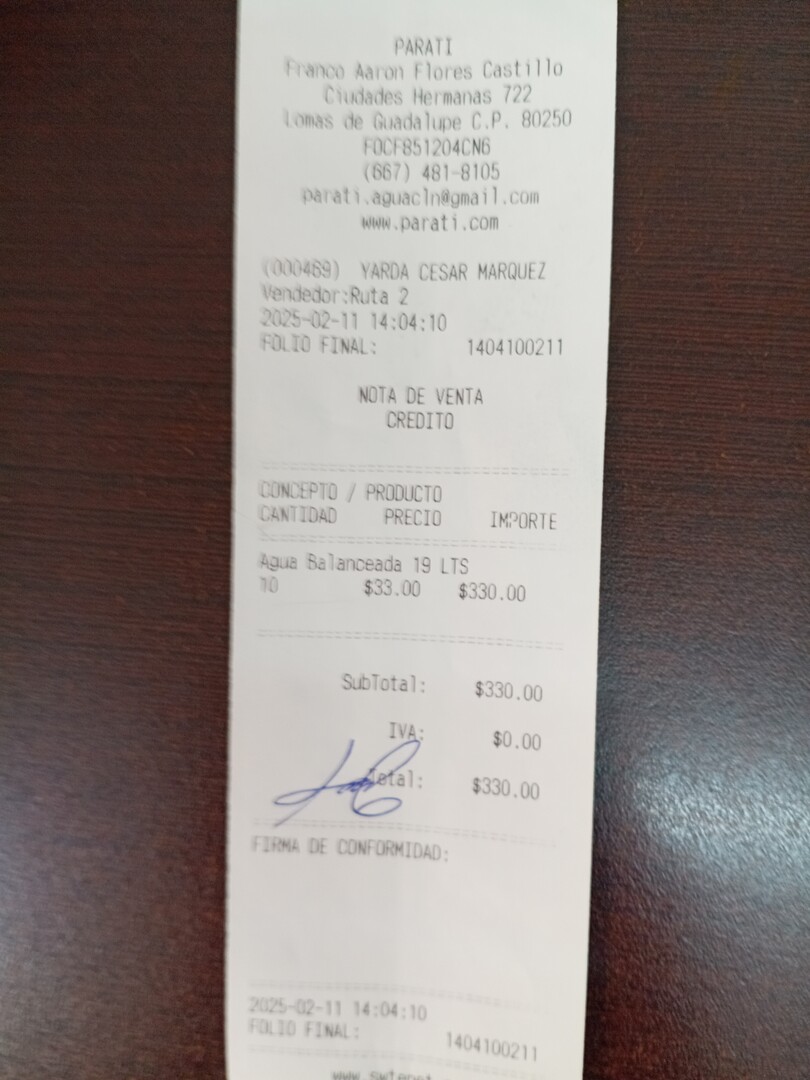 PARATI
Franco Aaron Flores Castillo
Ciudades Hermanas 722
Lomas de Guadalupe C.P. 80250
FOCF851204CN6
(667) 481-8105
parati.aguacln@gmail.com
www.parati.com
(000469) YARDA CESAR MARQUEZ
Vendedor:Ruta 2
2025-02-11 14:04:10
FOLIO FINAL: 1404100211
NOTA DE VENTA
CREDITO
CONCEPTO / PRODUCTO
CANTIDAD PRECIO IMPORTE
Agua Balanceada 19 LTS
10 $33.00 $330.00
SubTotal: $330.00
IVA: $0.00
Total: $330.00
FIRMA DE CONFORMIDAD:
2025-02-11 14:04:10
FOLIO FINAL: 1404100211